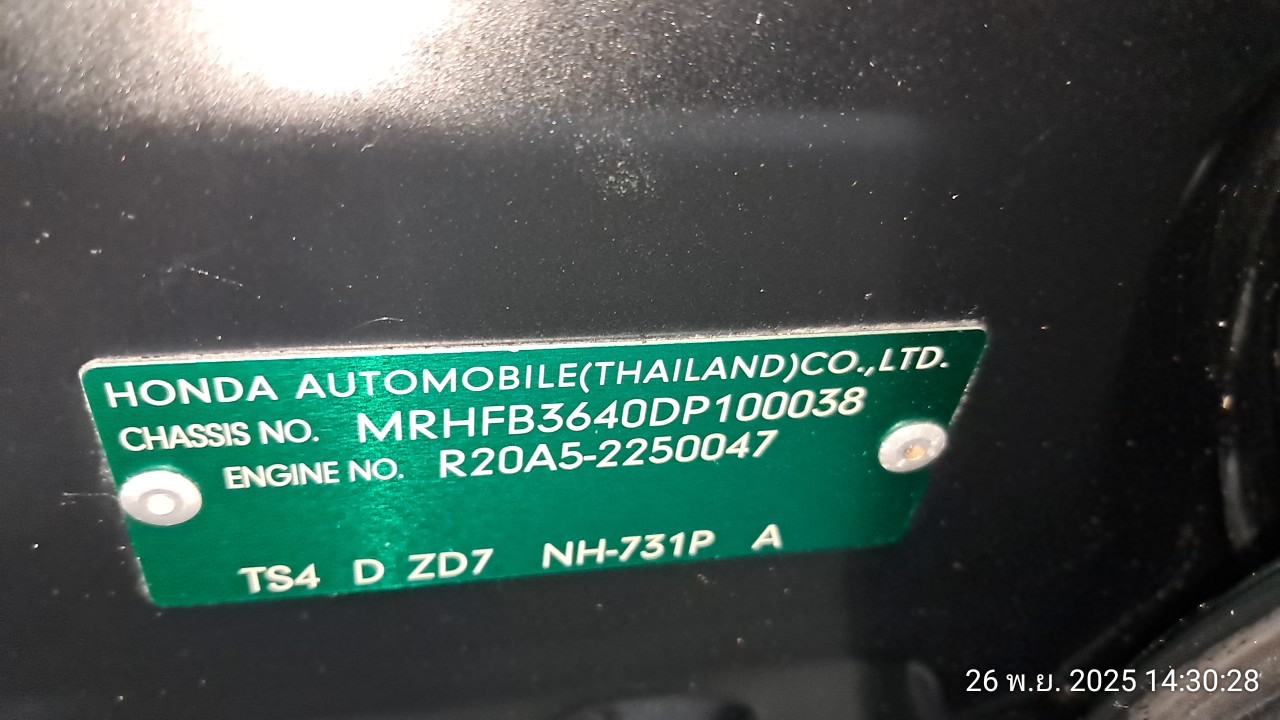 HONDA AUTOMOBILE(THAILAND)CO.,LTD.
CHASSIS NO. MRHFB3640DP100038
ENGINE NO. R20A5-2250047
TS4 D ZD7 NH-731P A
26 พ.ย. 2025 14:30:28